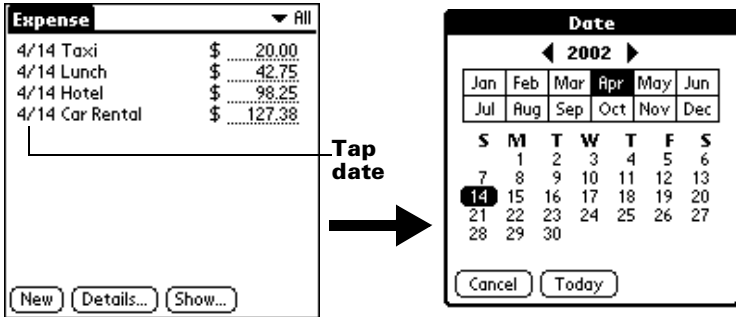 Expense ▼ All
4/14 Taxi $ 20.00
4/14 Lunch $ 42.75
4/14 Hotel $ 98.25
4/14 Car Rental $ 127.38
New Details... Show...
Tap
date
Date
2002
Jan Feb Mar Apr May Jun
Jul Aug Sep Oct Nov Dec
S M T W T F S
1 2 3 4 5 6
7 8 9 10 11 12 13
14 15 16 17 18 19 20
21 22 23 24 25 26 27
28 29 30
Cancel Today